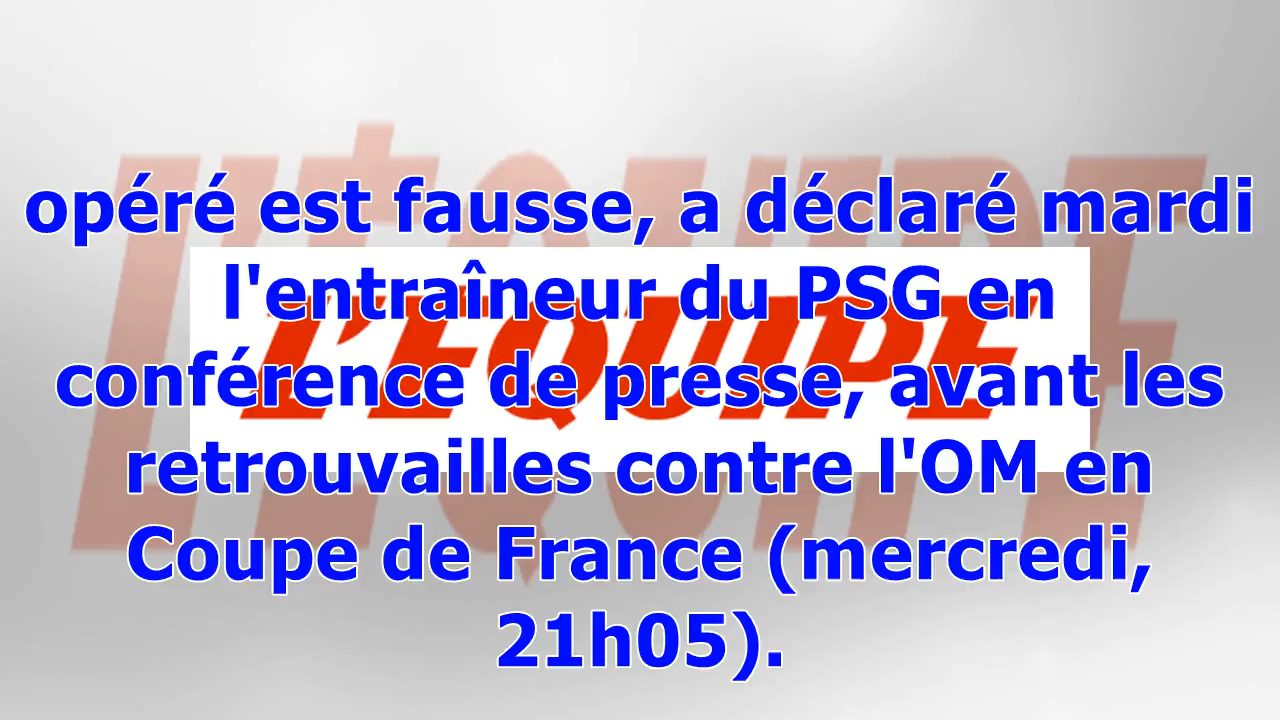 L'ÉQUIPE
L'EQUIPE
opéré est fausse, a déclaré mardi
l'entraîneur du PSG en
conférence de presse, avant les
retrouvailles contre l'OM en
Coupe de France (mercredi,
21h05).